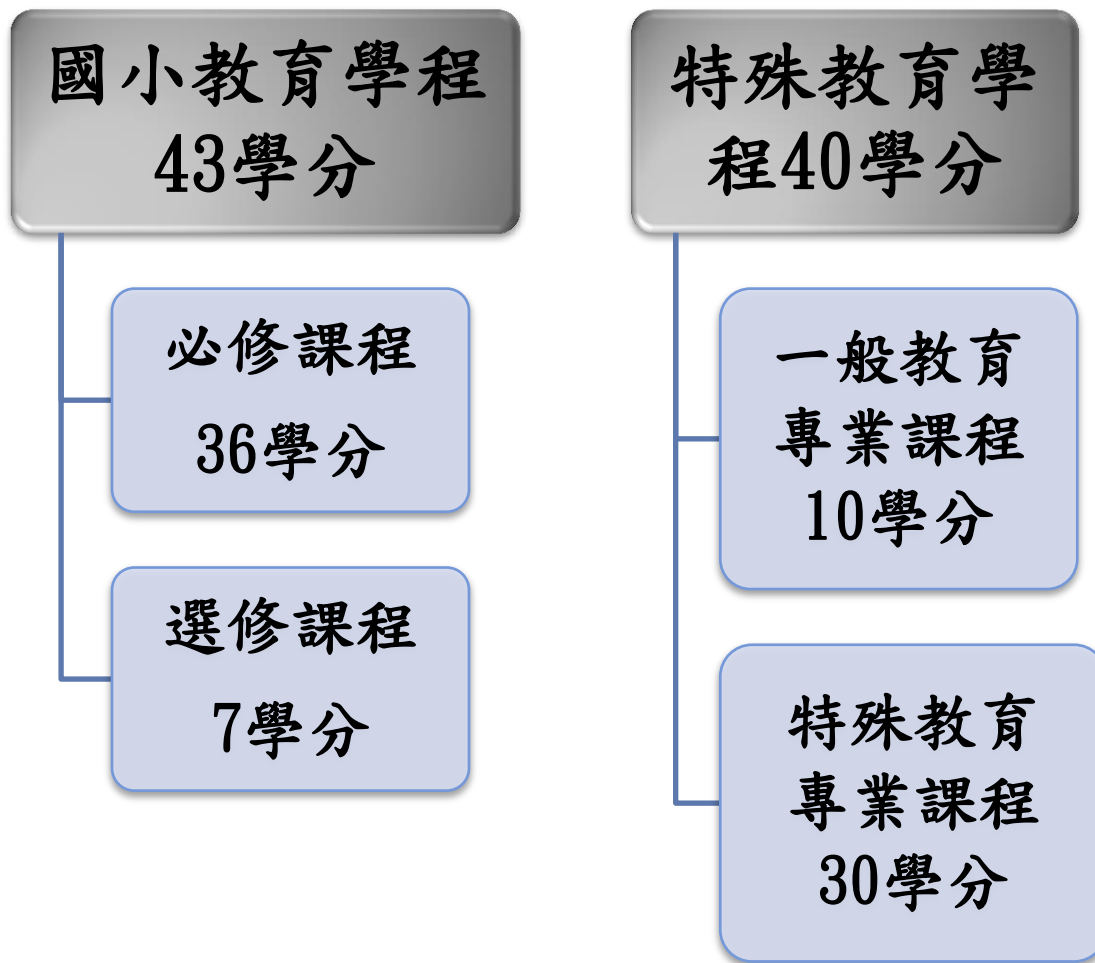 國小教育學程
43學分
必修課程
36學分
選修課程
7學分
特殊教育學
程40學分
一般教育
專業課程
10學分
特殊教育
專業課程
30學分